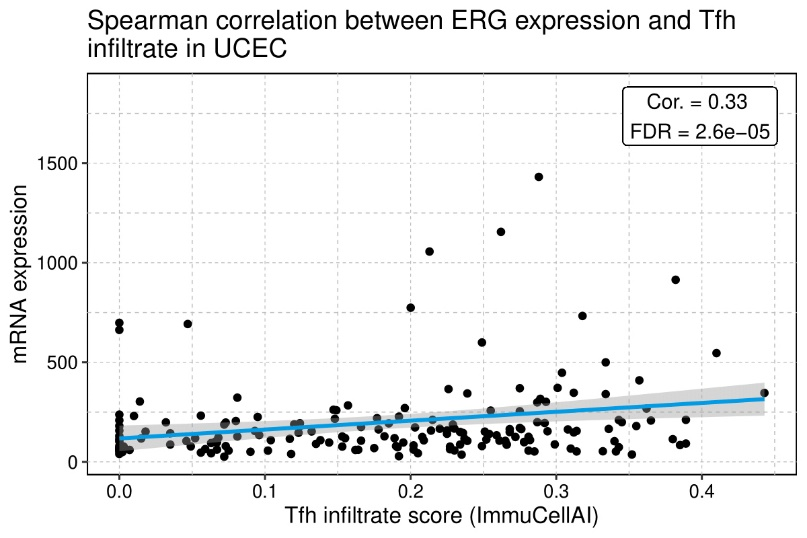 Spearman correlation between ERG expression and Tfh
infiltrate in UCEC
Cor. = 0.33
FDR = 2.6e−05
mRNA expression
1500
1000
500
0
0.0 0.1 0.2 0.3 0.4
Tfh infiltrate score (ImmuCellAI)